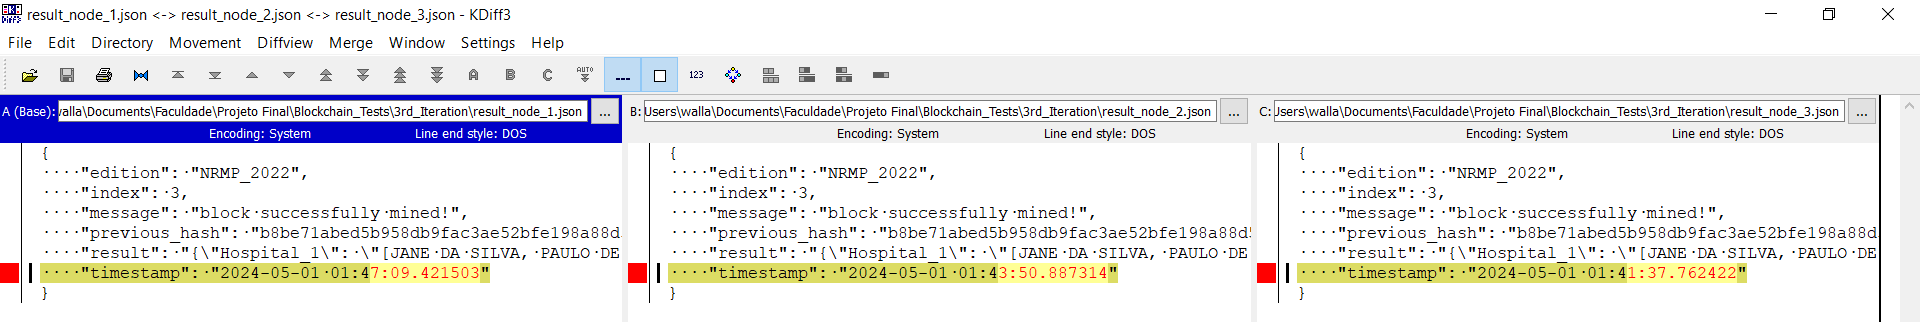 result_node_1.json <-> result_node_2.json <-> result_node_3.json - KDiff3
File Edit Directory Movement Diffview Merge Window Settings Help
A B C AUTO 123
A (Base): valla\Documents\Faculdade\Projeto Final\Blockchain_Tests\3rd_Iteration\result_node_1.json ...
Encoding: System Line end style: DOS
{
····"edition":·"NRMP_2022",
····"index":·3,
····"message":·"block·successfully·mined!",
····"previous_hash":·"b8be71abed5b958db9fac3ae52bfe198a88d
····"result":·"{\"Hospital_1\":·\"[JANE·DA·SILVA,·PAULO·DE
····"timestamp":·"2024-05-01·01:47:09.421503"
}
B: Users\walla\Documents\Faculdade\Projeto Final\Blockchain_Tests\3rd_Iteration\result_node_2.json ...
Encoding: System Line end style: DOS
{
····"edition":·"NRMP_2022",
····"index":·3,
····"message":·"block·successfully·mined!",
····"previous_hash":·"b8be71abed5b958db9fac3ae52bfe198a88d5
····"result":·"{\"Hospital_1\":·\"[JANE·DA·SILVA,·PAULO·DE
····"timestamp":·"2024-05-01·01:43:50.887314"
}
C: Users\walla\Documents\Faculdade\Projeto Final\Blockchain_Tests\3rd_Iteration\result_node_3.json ...
Encoding: System Line end style: DOS
{
····"edition":·"NRMP_2022",
····"index":·3,
····"message":·"block·successfully·mined!",
····"previous_hash":·"b8be71abed5b958db9fac3ae52bfe198a88d
····"result":·"{\"Hospital_1\":·\"[JANE·DA·SILVA,·PAULO·DE
····"timestamp":·"2024-05-01·01:41:37.762422"
}